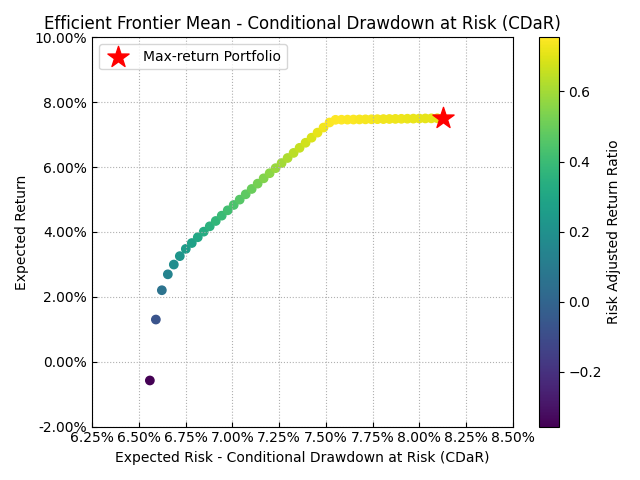 Efficient Frontier Mean - Conditional Drawdown at Risk (CDaR)
Max-return Portfolio
10.00%
8.00%
6.00%
4.00%
2.00%
0.00%
-2.00%
Expected Return
6.25% 6.50% 6.75% 7.00% 7.25% 7.50% 7.75% 8.00% 8.25% 8.50%
Expected Risk - Conditional Drawdown at Risk (CDaR)
0.6
0.4
0.2
0.0
−0.2
Risk Adjusted Return Ratio